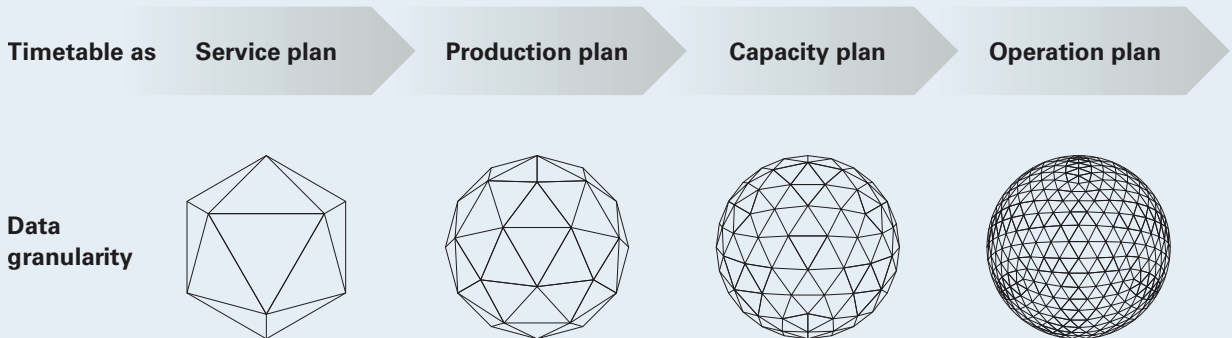 Timetable as Service plan Production plan Capacity plan Operation plan
Data
granularity